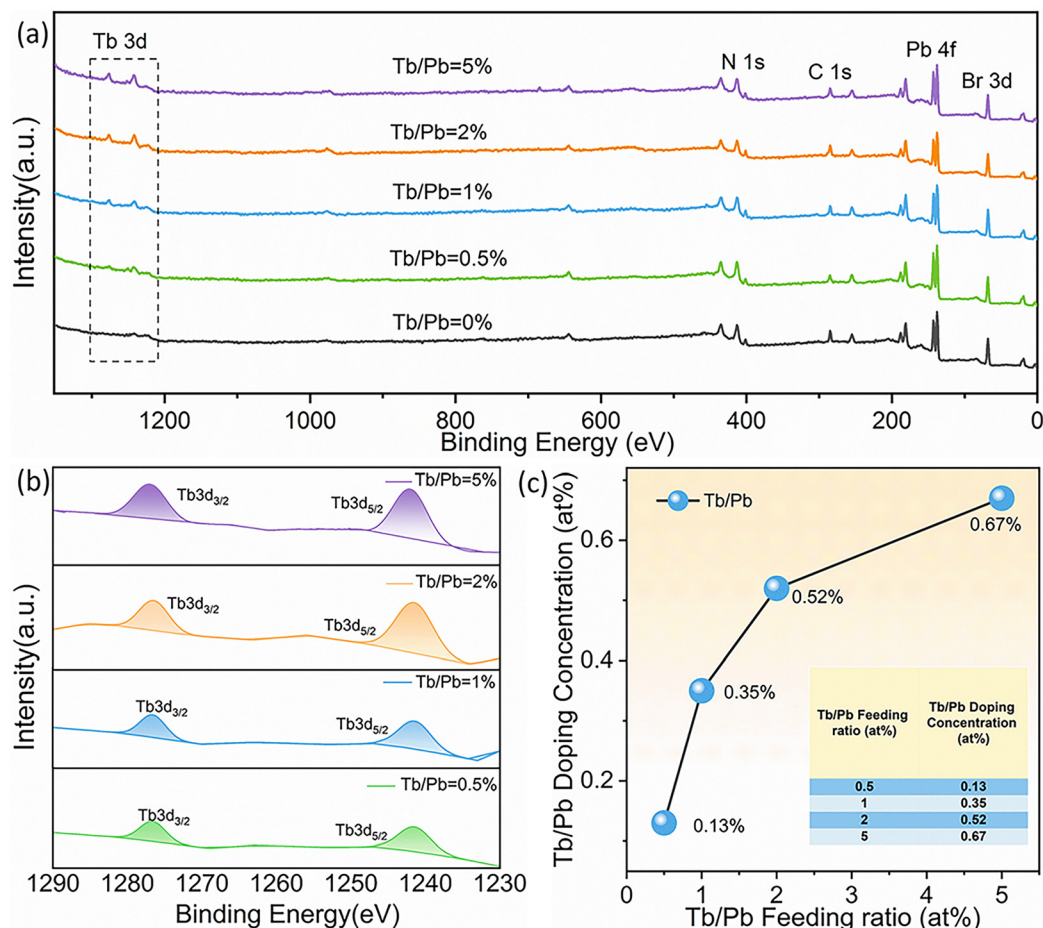 (a)
Tb 3d
Tb/Pb=5%
N 1s
C 1s
Pb 4f
Br 3d
Tb/Pb=2%
Tb/Pb=1%
Tb/Pb=0.5%
Tb/Pb=0%
Intensity(a.u.)
1200 1000 800 600 400 200 0
Binding Energy (eV)
(b)
Tb/Pb=5%
Tb3d3/2
Tb3d5/2
Tb/Pb=2%
Tb3d3/2
Tb3d5/2
Tb/Pb=1%
Tb3d3/2
Tb3d5/2
Tb/Pb=0.5%
Tb3d3/2
Tb3d5/2
Intensity(a.u.)
1290 1280 1270 1260 1250 1240 1230
Binding Energy(eV)
(c)
Tb/Pb
0.67%
0.52%
0.35%
0.13%
Tb/Pb Doping Concentration (at%)
0.6
0.4
0.2
0 1 2 3 4 5
Tb/Pb Feeding ratio (at%)
Tb/Pb Feeding
ratio (at%)
Tb/Pb Doping
Concentration
(at%)
0.5 0.13
1 0.35
2 0.52
5 0.67